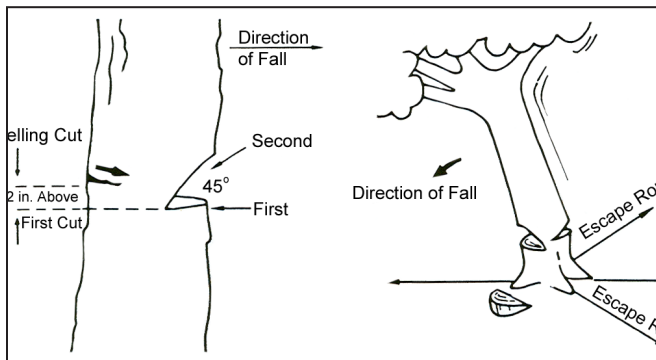 Direction
of Fall
elling Cut
Second
45°
2 in. Above
First
First Cut
Direction of Fall
Escape Ro
Escape R